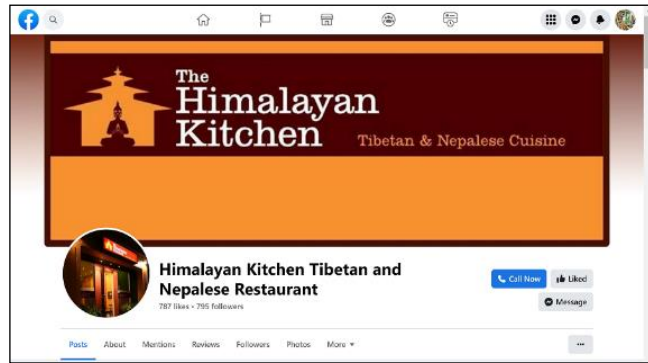 The
Himalayan
Kitchen Tibetan & Nepalese Cuisine
Himalayan Kitchen Tibetan and
Nepalese Restaurant
787 likes • 795 followers
Call Now Liked
Message
Posts About Mentions Reviews Followers Photos More